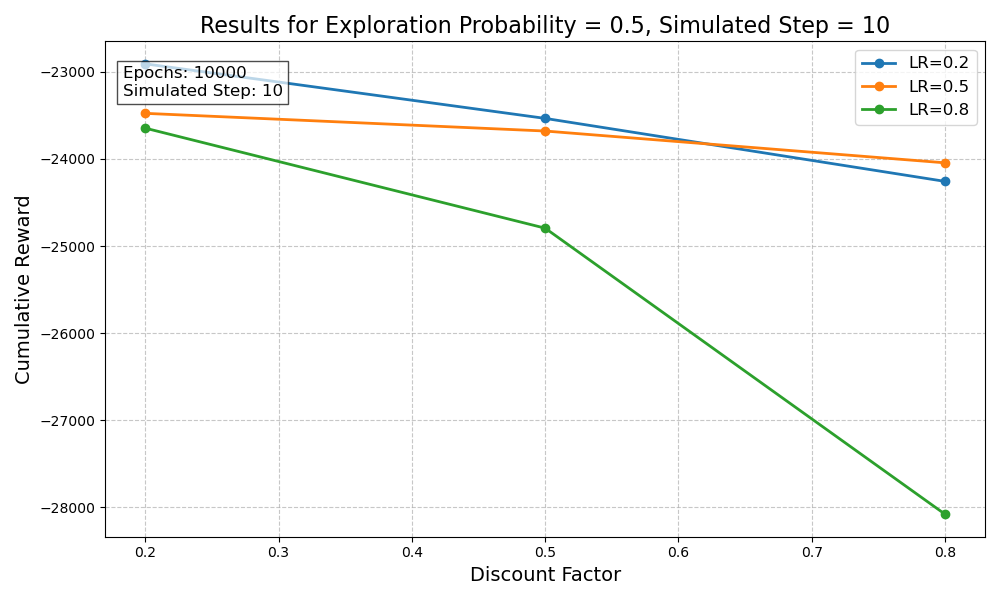 Results for Exploration Probability = 0.5, Simulated Step = 10
Epochs: 10000
Simulated Step: 10
LR=0.2
LR=0.5
LR=0.8
Cumulative Reward
−23000
−24000
−25000
−26000
−27000
−28000
0.2 0.3 0.4 0.5 0.6 0.7 0.8
Discount Factor